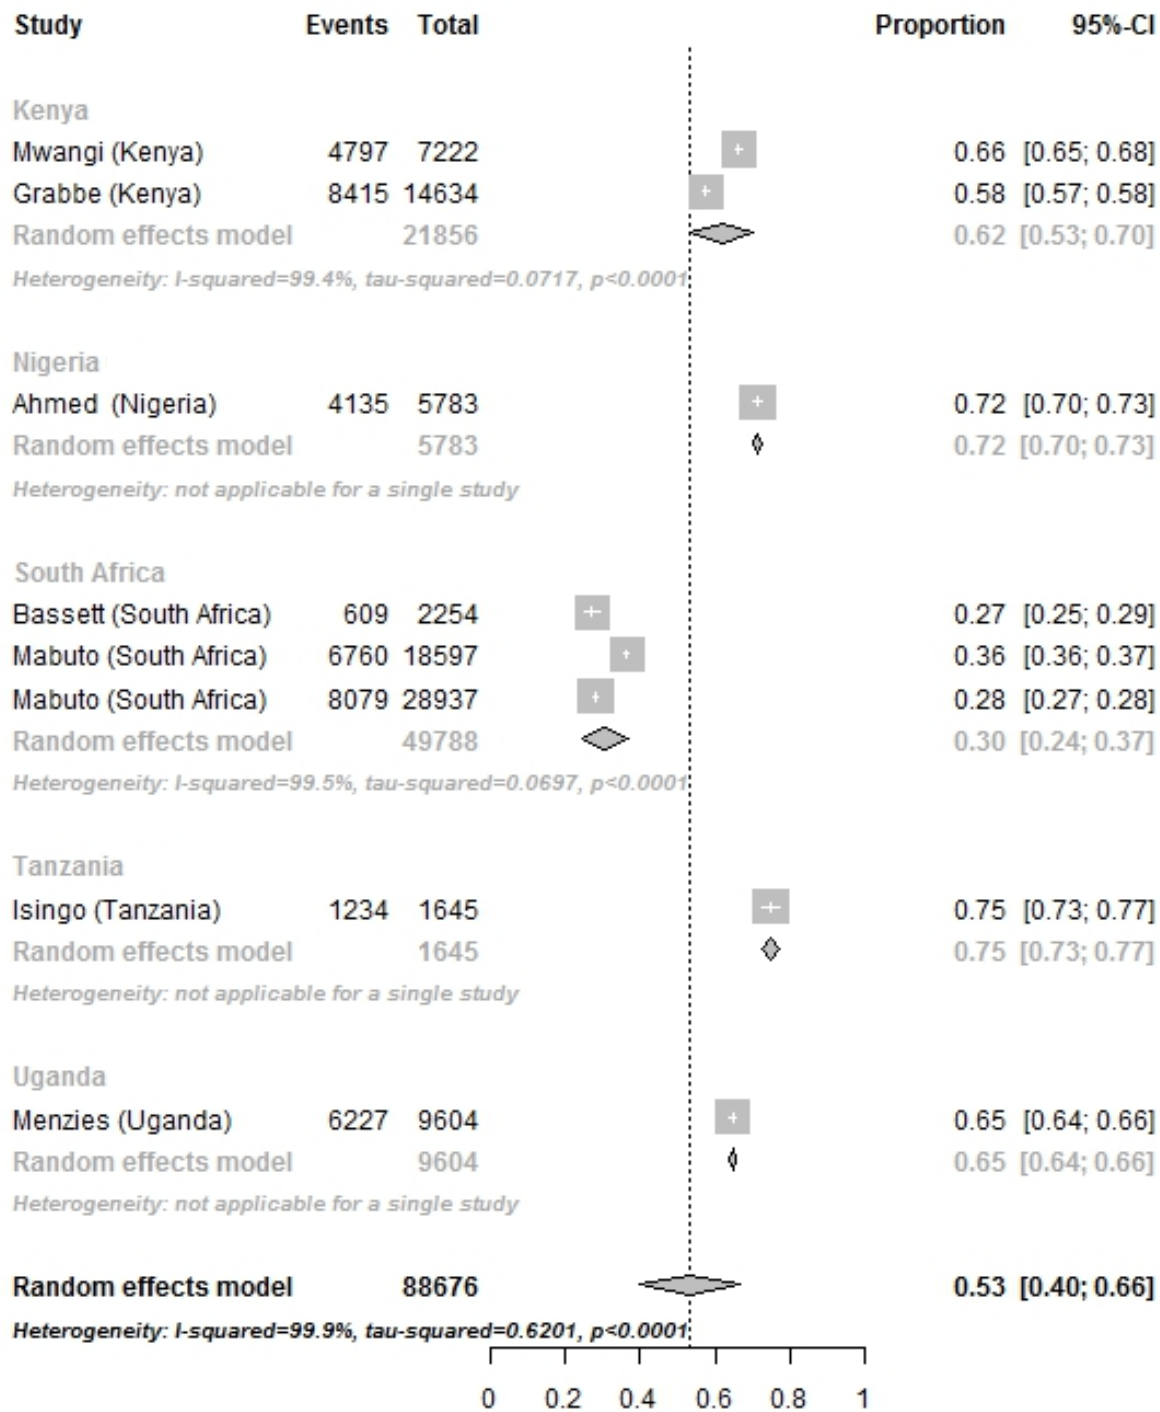 Study Events Total Proportion 95%-CI
Kenya
Mwangi (Kenya) 4797 7222 0.66 [0.65; 0.68]
Grabbe (Kenya) 8415 14634 0.58 [0.57; 0.58]
Random effects model 21856 0.62 [0.53; 0.70]
Heterogeneity: I-squared=99.4%, tau-squared=0.0717, p<0.0001
Nigeria
Ahmed (Nigeria) 4135 5783 0.72 [0.70; 0.73]
Random effects model 5783 0.72 [0.70; 0.73]
Heterogeneity: not applicable for a single study
South Africa
Bassett (South Africa) 609 2254 0.27 [0.25; 0.29]
Mabuto (South Africa) 6760 18597 0.36 [0.36; 0.37]
Mabuto (South Africa) 8079 28937 0.28 [0.27; 0.28]
Random effects model 49788 0.30 [0.24; 0.37]
Heterogeneity: I-squared=99.5%, tau-squared=0.0697, p<0.0001
Tanzania
Isingo (Tanzania) 1234 1645 0.75 [0.73; 0.77]
Random effects model 1645 0.75 [0.73; 0.77]
Heterogeneity: not applicable for a single study
Uganda
Menzies (Uganda) 6227 9604 0.65 [0.64; 0.66]
Random effects model 9604 0.65 [0.64; 0.66]
Heterogeneity: not applicable for a single study
Random effects model 88676 0.53 [0.40; 0.66]
Heterogeneity: I-squared=99.9%, tau-squared=0.6201, p<0.0001
0 0.2 0.4 0.6 0.8 1